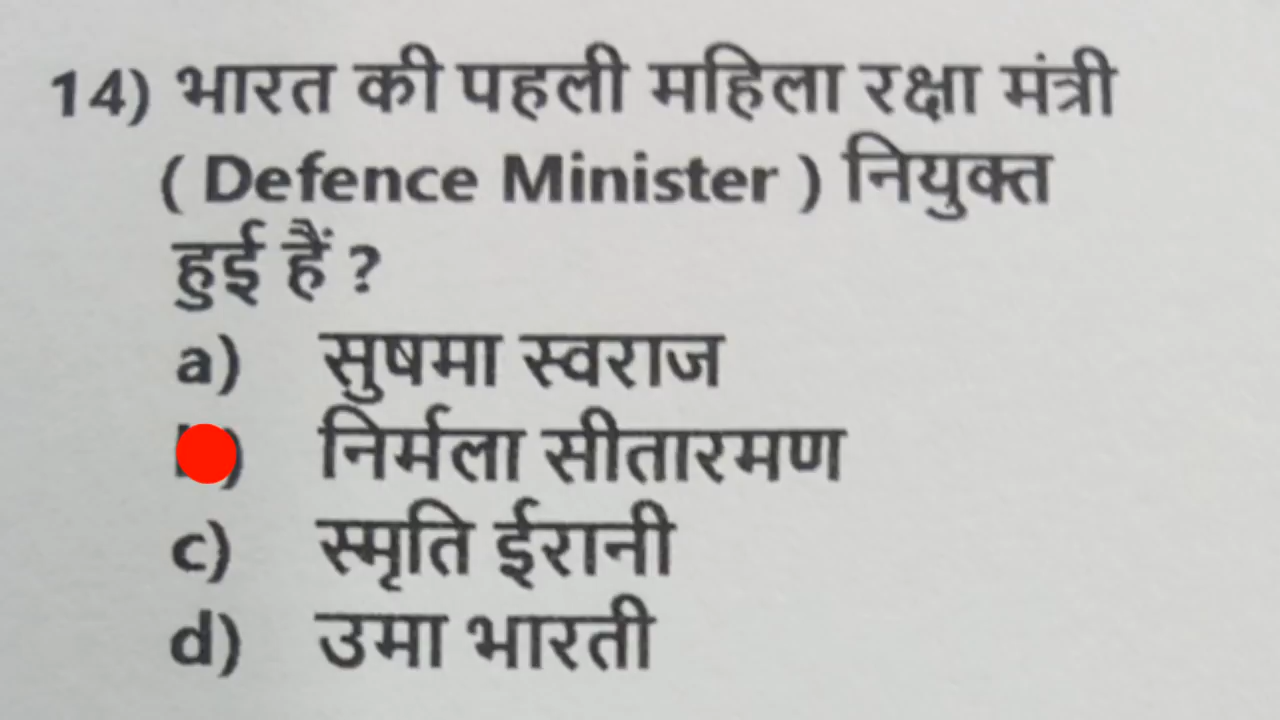 14) भारत की पहली महिला रक्षा मंत्री
( Defence Minister ) नियुक्त
हुई हैं ?
a) सुषमा स्वराज
b) निर्मला सीतारमण
c) स्मृति ईरानी
d) उमा भारती